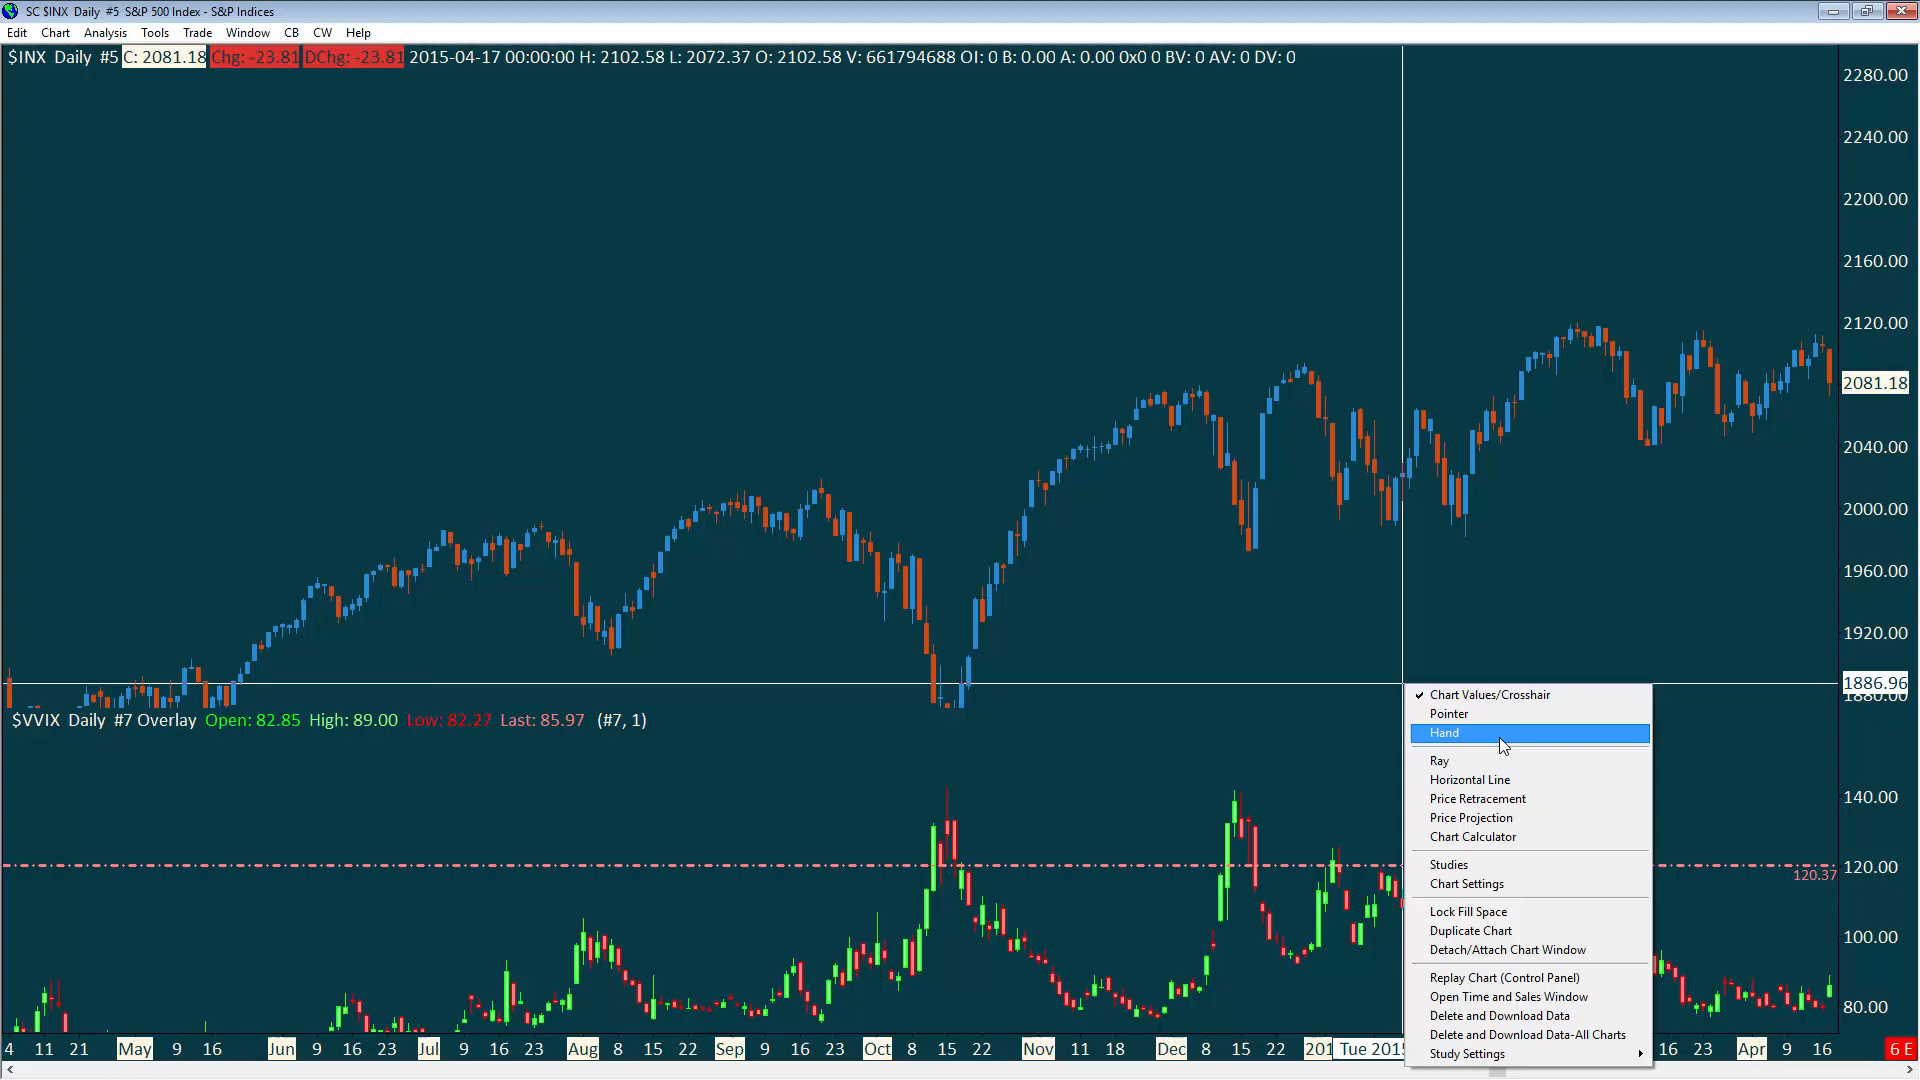 SC $INX Daily #5 S&P 500 Index - S&P Indices
Edit Chart Analysis Tools Trade Window CB CW Help
$INX Daily #5 C: 2081.18 Chg: -23.81 DChg: -23.81 2015-04-17 00:00:00 H: 2102.58 L: 2072.37 O: 2102.58 V: 661794688 OI: 0 B: 0.00 A: 0.00 0x0 0 BV: 0 AV: 0 DV: 0
2280.00
2240.00
2200.00
2160.00
2120.00
2081.18
2040.00
2000.00
1960.00
1920.00
1886.96
1880.00
$VVIX Daily #7 Overlay Open: 82.85 High: 89.00 Low: 82.27 Last: 85.97 (#7, 1)
Chart Values/Crosshair
Pointer
Hand
Ray
Horizontal Line
Price Retracement
Price Projection
Chart Calculator
Studies
Chart Settings
Lock Fill Space
Duplicate Chart
Detach/Attach Chart Window
Replay Chart (Control Panel)
Open Time and Sales Window
Delete and Download Data
Delete and Download Data-All Charts
Study Settings
140.00
120.00
120.37
100.00
80.00
4 11 21 May 9 16 Jun 9 16 23 Jul 9 16 23 Aug 8 15 22 Sep 9 16 23 Oct 8 15 22 Nov 11 18 Dec 8 15 22 201 Tue 2015 16 23 Apr 9 16 6 E